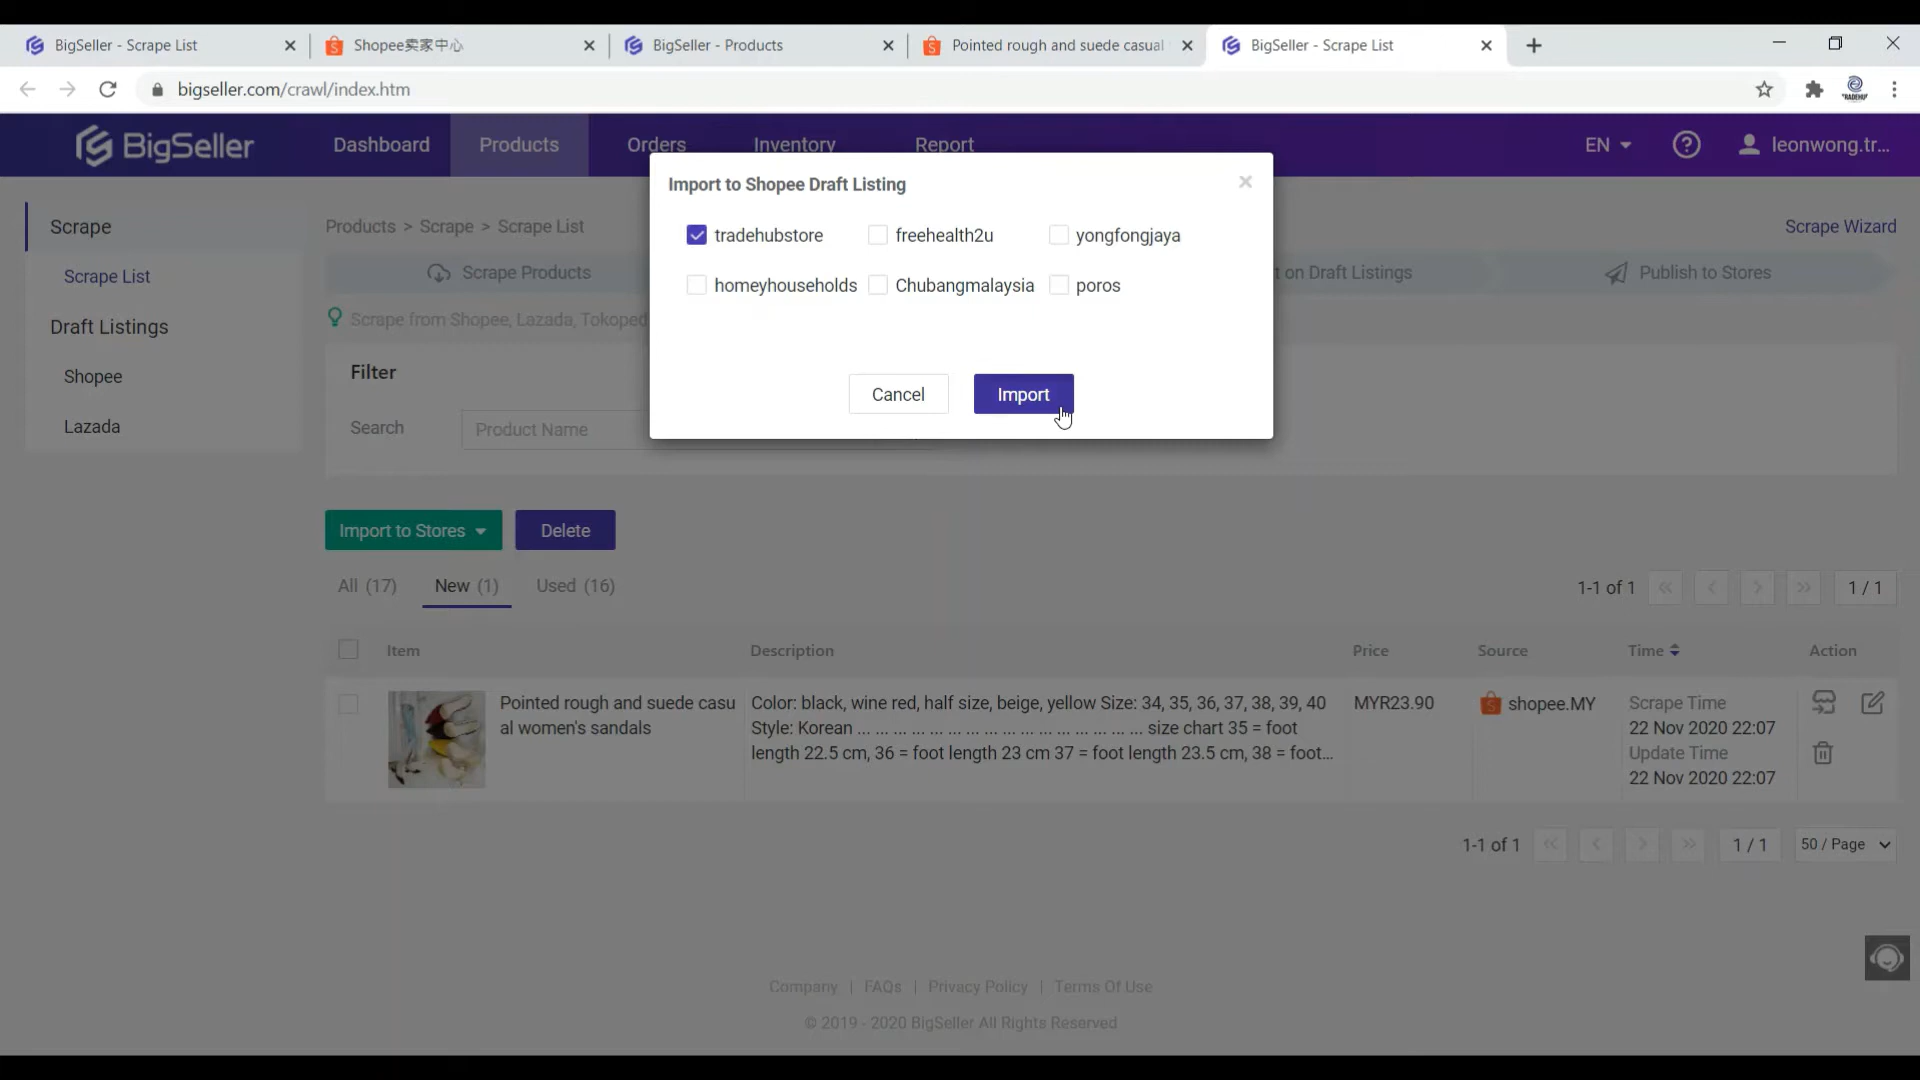 BigSeller - Scrape List
Shopee卖家中心
BigSeller - Products
Pointed rough and suede casual
BigSeller - Scrape List
bigseller.com/crawl/index.htm
BigSeller
Dashboard
Products
Orders
Inventory
Report
EN
leonwong.tr...
Import to Shopee Draft Listing
tradehubstore
freehealth2u
yongfongjaya
homeyhouseholds
Chubangmalaysia
poros
Cancel
Import
Scrape
Scrape List
Draft Listings
Shopee
Lazada
Products > Scrape > Scrape List
Scrape Wizard
Scrape Products
t on Draft Listings
Publish to Stores
Scrape from Shopee, Lazada, Tokoped
Filter
Search
Product Name
Import to Stores
Delete
All (17)
New (1)
Used (16)
1-1 of 1
1 / 1
Item
Description
Price
Source
Time
Action
Pointed rough and suede casu
al women's sandals
Color: black, wine red, half size, beige, yellow Size: 34, 35, 36, 37, 38, 39, 40
Style: Korean ... ... ... ... ... ... ... ... ... ... ... ... ... ... ... size chart 35 = foot
length 22.5 cm, 36 = foot length 23 cm 37 = foot length 23.5 cm, 38 = foot...
MYR23.90
shopee.MY
Scrape Time
22 Nov 2020 22:07
Update Time
22 Nov 2020 22:07
1-1 of 1
1 / 1
50 / Page
Company | FAQs | Privacy Policy | Terms Of Use
© 2019 - 2020 BigSeller All Rights Reserved